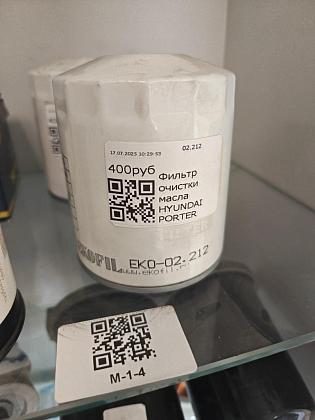 17.07.2025 10:29:53 02.212
400руб
Фильтр
очистки
масла
HYUNDAI
PORTER
EKOFIL EKO-02.212
www.ekofil.
M-1-4